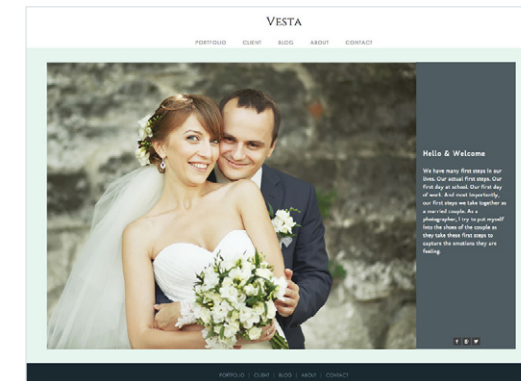 VESTA
PORTFOLIO CLIENT BLOG ABOUT CONTACT
Hello & Welcome
We have many first steps in our
lives. Our actual first steps. Our
first day at school. Our first day
of work. And most importantly,
our first steps we take together as
a married couple. As a
photographer, I try to put myself
into the shoes of the couple as
they take these first steps to
capture the emotions they are
feeling.
PORTFOLIO | CLIENT | BLOG | ABOUT | CONTACT